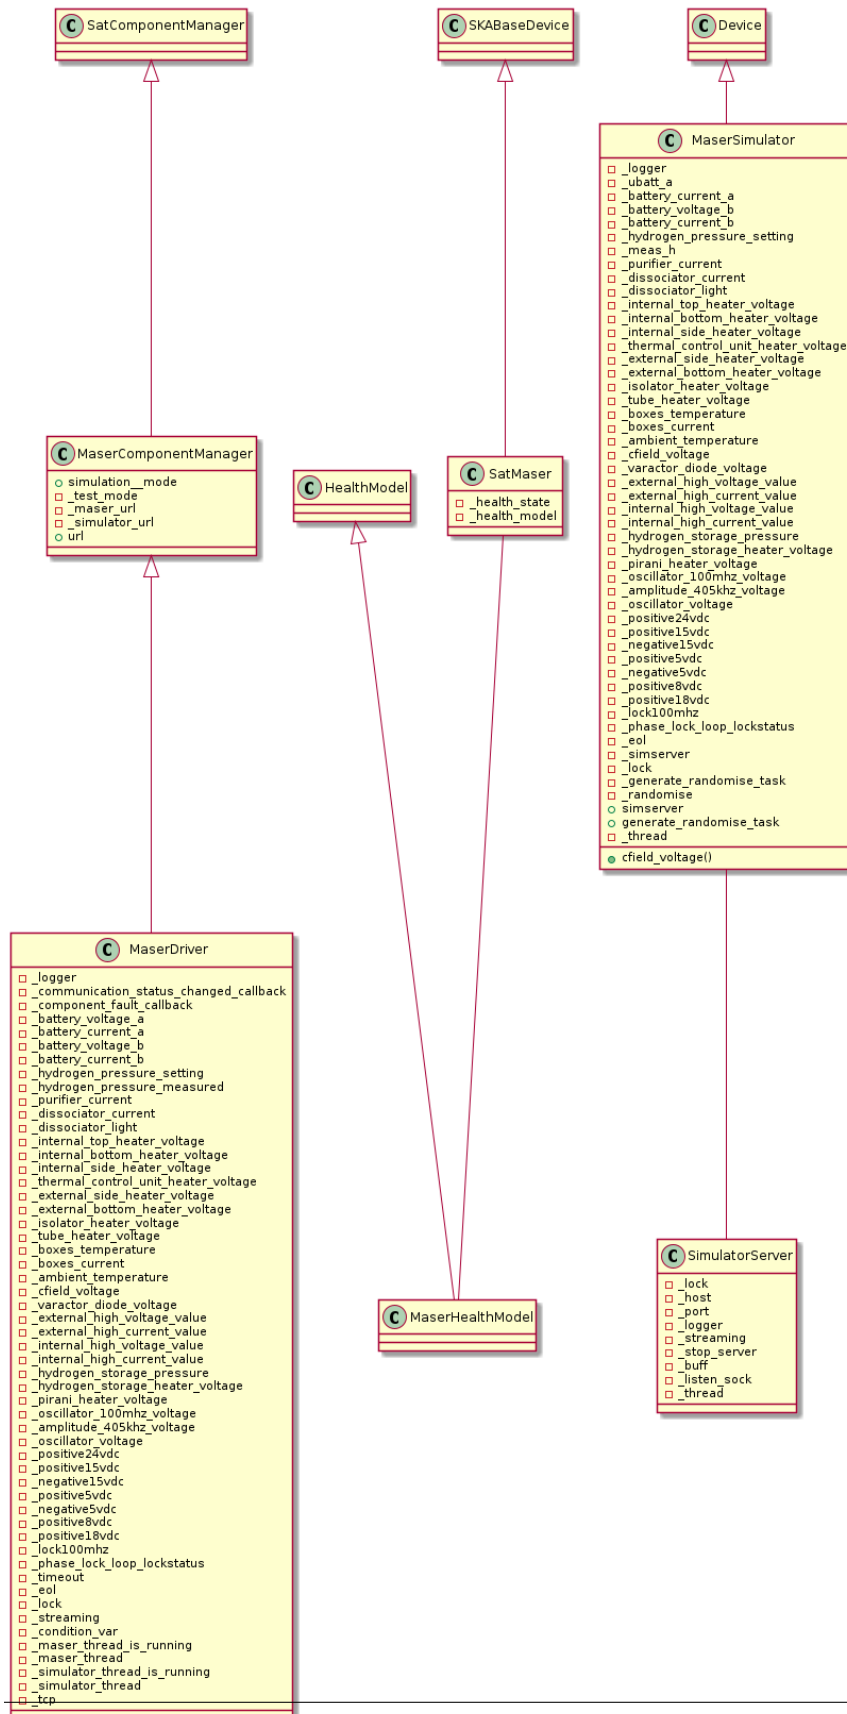 C SatComponentManager
C SKABaseDevice
C Device
C MaserSimulator
_logger
_ubatt_a
_battery_current_a
_battery_voltage_b
_battery_current_b
_hydrogen_pressure_setting
_meas_h
_purifier_current
_dissociator_current
_dissociator_light
_internal_top_heater_voltage
_internal_bottom_heater_voltage
_internal_side_heater_voltage
_thermal_control_unit_heater_voltage
_external_side_heater_voltage
_external_bottom_heater_voltage
_isolator_heater_voltage
_tube_heater_voltage
_boxes_temperature
_boxes_current
_ambient_temperature
_cfield_voltage
_varactor_diode_voltage
_external_high_voltage_value
_external_high_current_value
_internal_high_voltage_value
_internal_high_current_value
_hydrogen_storage_pressure
_hydrogen_storage_heater_voltage
_pirani_heater_voltage
_oscillator_100mhz_voltage
_amplitude_405khz_voltage
_oscillator_voltage
_positive24vdc
_positive15vdc
_negative15vdc
_positive5vdc
_negative5vdc
_positive8vdc
_positive18vdc
_lock100mhz
_phase_lock_loop_lockstatus
_eol
_simserver
_lock
_generate_randomise_task
_randomise
simserver
generate_randomise_task
_thread
cfield_voltage()
C MaserComponentManager
simulation__mode
_test_mode
_maser_url
_simulator_url
url
C HealthModel
C SatMaser
_health_state
_health_model
C MaserDriver
_logger
_communication_status_changed_callback
_component_fault_callback
_battery_voltage_a
_battery_current_a
_battery_voltage_b
_battery_current_b
_hydrogen_pressure_setting
_hydrogen_pressure_measured
_purifier_current
_dissociator_current
_dissociator_light
_internal_top_heater_voltage
_internal_bottom_heater_voltage
_internal_side_heater_voltage
_thermal_control_unit_heater_voltage
_external_side_heater_voltage
_external_bottom_heater_voltage
_isolator_heater_voltage
_tube_heater_voltage
_boxes_temperature
_boxes_current
_ambient_temperature
_cfield_voltage
_varactor_diode_voltage
_external_high_voltage_value
_external_high_current_value
_internal_high_voltage_value
_internal_high_current_value
_hydrogen_storage_pressure
_hydrogen_storage_heater_voltage
_pirani_heater_voltage
_oscillator_100mhz_voltage
_amplitude_405khz_voltage
_oscillator_voltage
_positive24vdc
_positive15vdc
_negative15vdc
_positive5vdc
_negative5vdc
_positive8vdc
_positive18vdc
_lock100mhz
_phase_lock_loop_lockstatus
_timeout
_eol
_lock
_streaming
_condition_var
_maser_thread_is_running
_maser_thread
_simulator_thread_is_running
_simulator_thread
_tcp
C MaserHealthModel
C SimulatorServer
_lock
_host
_port
_logger
_streaming
_stop_server
_buff
_listen_sock
_thread